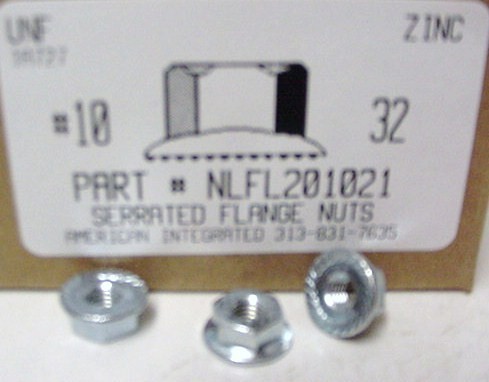 UNF ZINC
#10 32
PART # NLFL201021
SERRATED FLANGE NUTS
AMERICAN INTEGRATED 313-831-7635